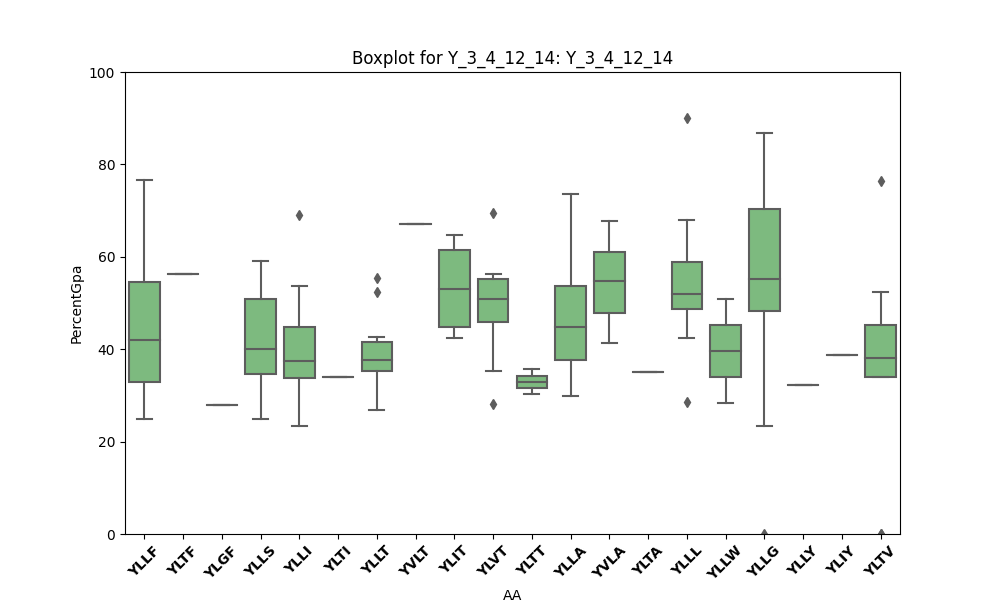 Boxplot for Y_3_4_12_14: Y_3_4_12_14
100
80
60
40
20
0
PercentGpa
YLLF
YLTF
YLGF
YLLS
YLLI
YLTI
YLLT
YVLT
YLIT
YLVT
YLTT
YLLA
YVLA
YLTA
YLLL
YLLW
YLLG
YLLY
YLIY
YLTV
AA